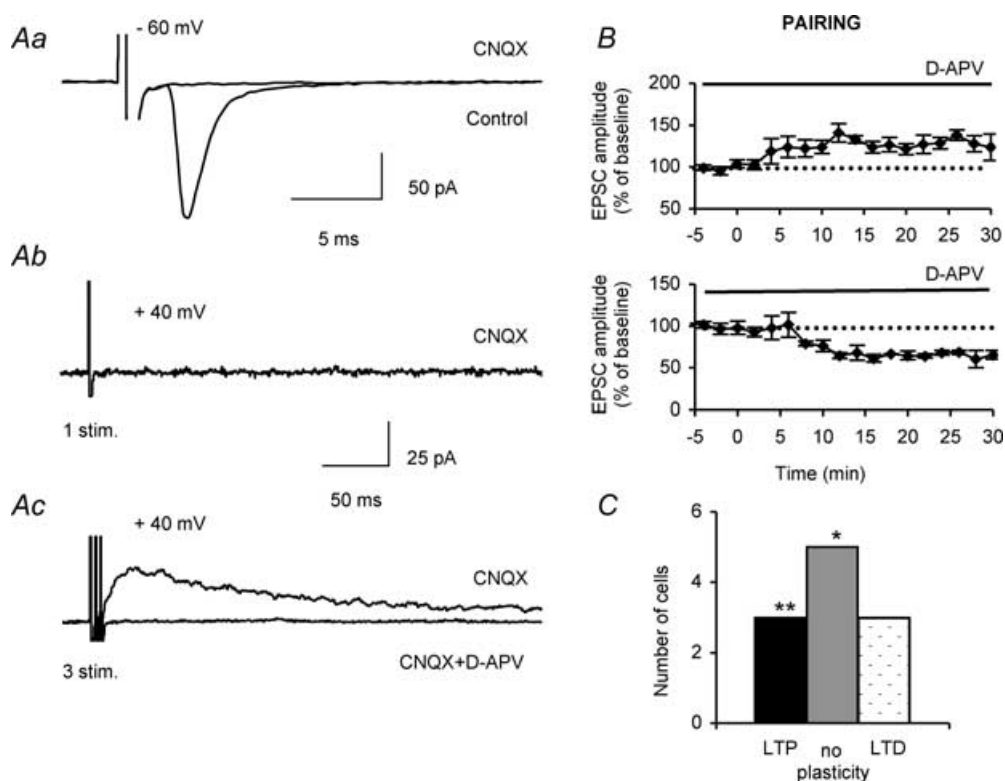 Aa
- 60 mV
CNQX
Control
50 pA
5 ms
Ab
+ 40 mV
CNQX
1 stim.
25 pA
50 ms
Ac
+ 40 mV
CNQX
CNQX+D-APV
3 stim.
PAIRING
B
D-APV
EPSC amplitude
(% of baseline)
200
150
100
50
-5 0 5 10 15 20 25 30
D-APV
EPSC amplitude
(% of baseline)
150
100
50
0
-5 0 5 10 15 20 25 30
Time (min)
C
Number of cells
6
4
2
0
**
*
LTP no plasticity LTD